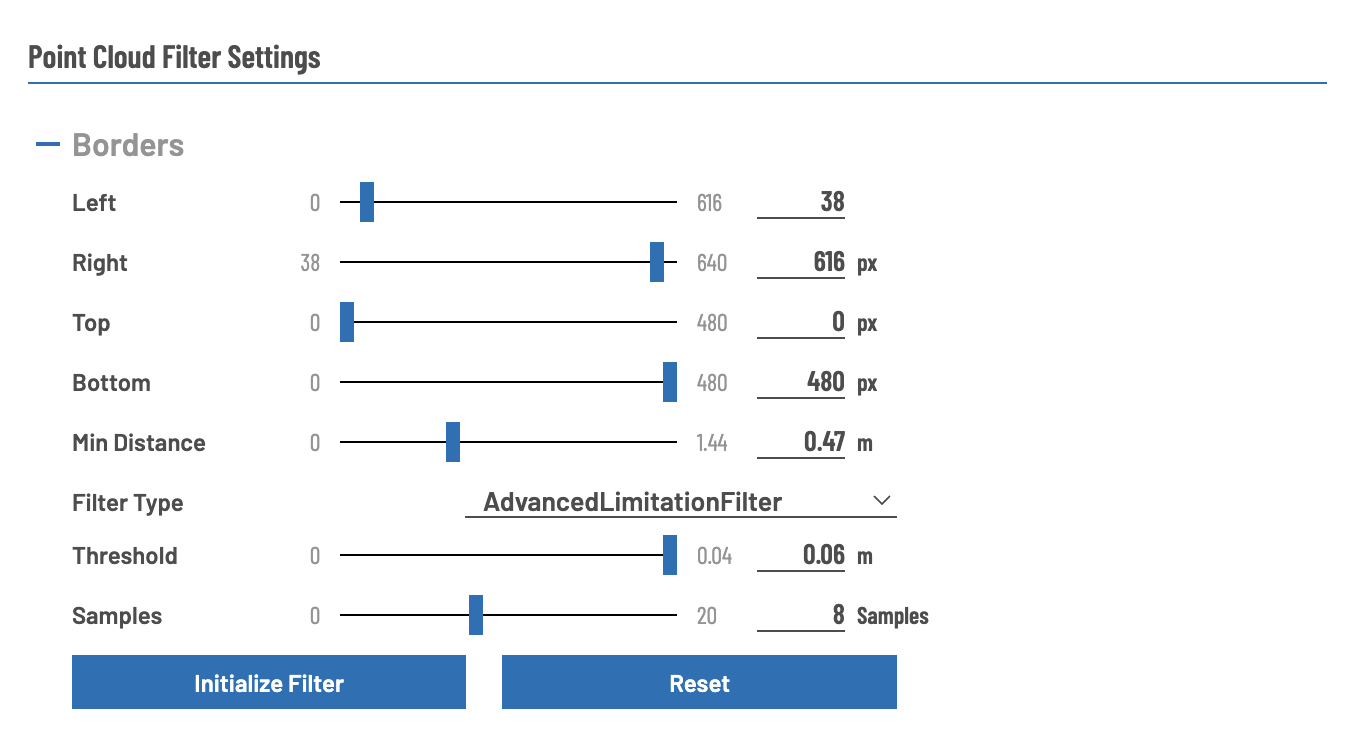 Point Cloud Filter Settings
Borders
Left 0 616 38
Right 38 640 616 px
Top 0 480 0 px
Bottom 0 480 480 px
Min Distance 0 1.44 0.47 m
Filter Type AdvancedLimitationFilter
Threshold 0 0.04 0.06 m
Samples 0 20 8 Samples
Initialize Filter Reset